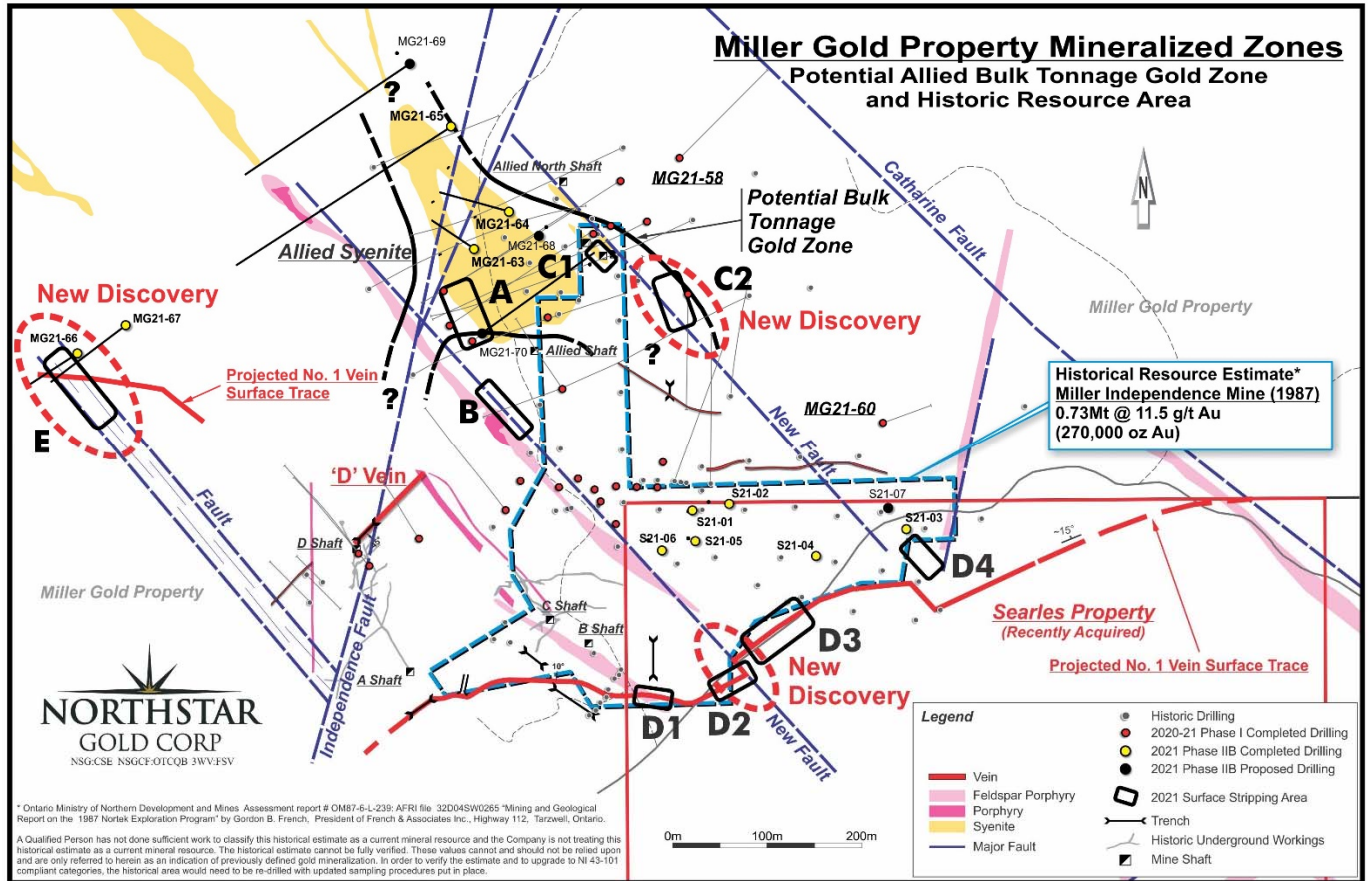 Miller Gold Property Mineralized Zones
Potential Allied Bulk Tonnage Gold Zone
and Historic Resource Area
MG21-69
?
MG21-65
Allied North Shaft
MG21-58
Catharine Fault
N
MG21-64
Potential Bulk
Tonnage
Gold Zone
Allied Syenite
MG21-68
MG21-63
C1
C2
A
New Discovery
MG21-67
MG21-66
New Discovery
Miller Gold Property
MG21-70
Allied Shaft
?
?
Projected No. 1 Vein
Surface Trace
Historical Resource Estimate*
Miller Independence Mine (1987)
0.73Mt @ 11.5 g/t Au
(270,000 oz Au)
B
MG21-60
E
New Fault
'D' Vein
Fault
S21-02
S21-07
S21-01
S21-03
D Shaft
S21-06
S21-05
S21-04
~15°
D4
Miller Gold Property
Searles Property
(Recently Acquired)
C Shaft
B Shaft
D3
Independence Fault
A Shaft
10°
New
Discovery
Projected No. 1 Vein Surface Trace
D1
D2
New Fault
NORTHSTAR
GOLD CORP
NSG:CSE NSGCF:OTCQB 3WV:FSV
Legend
Vein
Feldspar Porphyry
Porphyry
Syenite
Major Fault
Historic Drilling
2020-21 Phase I Completed Drilling
2021 Phase IIB Completed Drilling
2021 Phase IIB Proposed Drilling
2021 Surface Stripping Area
Trench
Historic Underground Workings
Mine Shaft
0m 100m 200m
* Ontario Ministry of Northern Development and Mines Assessment report # OM87-6-L-239: AFRI file 32D04SW0265 "Mining and Geological
Report on the 1987 Nortek Exploration Program" by Gordon B. French, President of French & Associates Inc., Highway 112, Tarzwell, Ontario.
A Qualified Person has not done sufficient work to classify this historical estimate as a current mineral resource and the Company is not treating this
historical estimate as a current mineral resource. The historical estimate cannot be fully verified. These values cannot and should not be relied upon
and are only referred to herein as an indication of previously defined gold mineralization. In order to verify the estimate and to upgrade to NI 43-101
compliant categories, the historical area would need to be re-drilled with updated sampling procedures put in place.